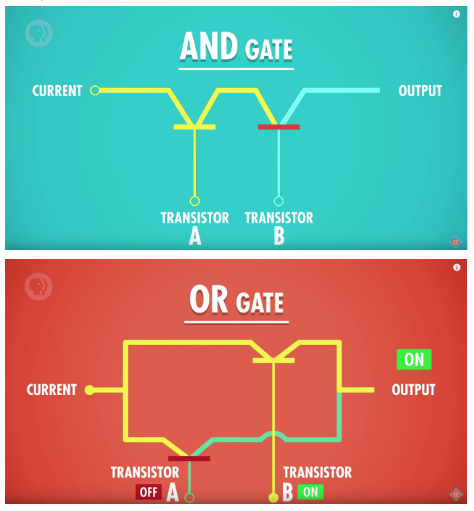 AND GATE
CURRENT
OUTPUT
TRANSISTOR
A
TRANSISTOR
B
OR GATE
ON
CURRENT
OUTPUT
TRANSISTOR
OFF A
TRANSISTOR
B ON